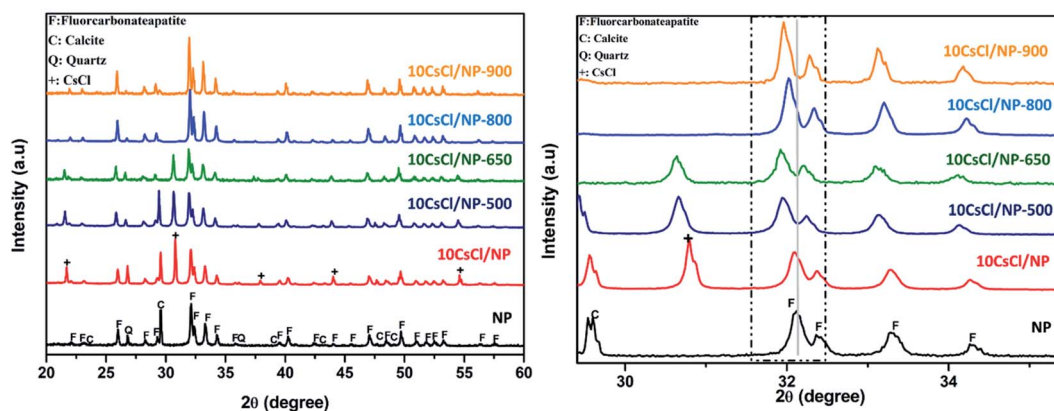 F:Fluorcarbonateapatite
C: Calcite
Q: Quartz
+: CsCl
10CsCl/NP-900
10CsCl/NP-800
10CsCl/NP-650
10CsCl/NP-500
10CsCl/NP
NP
+ + + + +
F F C F Q F F C F F F F Q C F F F C F F F C C F F F F F F F
Intensity (a.u)
20 25 30 35 40 45 50 55 60
2θ (degree)
F:Fluorcarbonateapatite
C: Calcite
Q: Quartz
+: CsCl
10CsCl/NP-900
10CsCl/NP-800
10CsCl/NP-650
10CsCl/NP-500
10CsCl/NP
NP
+
C F F F F
Intensity (a.u)
30 32 34
2θ (degree)